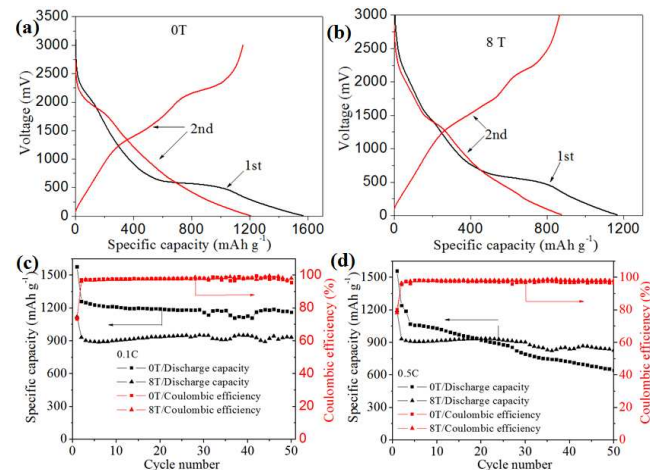 (a)
0T
2nd
1st
Voltage (mV)
3500
3000
2500
2000
1500
1000
500
0
0 400 800 1200 1600
Specific capacity (mAh g⁻¹)
(b)
8 T
2nd
1st
Voltage (mV)
3000
2500
2000
1500
1000
500
0
0 300 600 900 1200
Specific capacity (mAh g⁻¹)
(c)
Specific capacity (mAh g⁻¹)
1500
1200
900
600
300
0
0.1C
0T/Discharge capacity
8T/Discharge capacity
0T/Coulombic efficiency
8T/Coulombic efficiency
100
80
60
40
20
0
Coulombic efficiency (%)
0 10 20 30 40 50
Cycle number
(d)
Specific capacity (mAh g⁻¹)
1500
1200
900
600
300
0
0.5C
0T/Discharge capacity
8T/Discharge capacity
0T/Coulombic efficiency
8T/Coulombic efficiency
100
80
60
40
20
0
Coulombic efficiency (%)
0 10 20 30 40 50
Cycle number